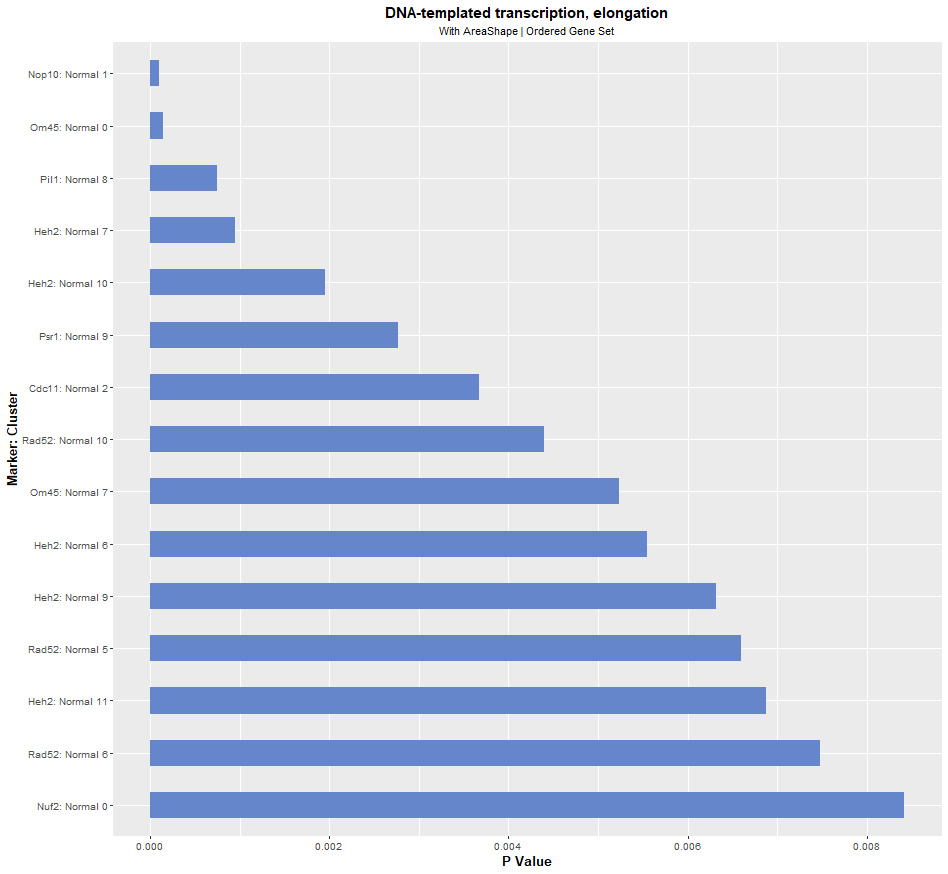 DNA-templated transcription, elongation
With AreaShape | Ordered Gene Set
Marker: Cluster
Nop10: Normal 1
Om45: Normal 0
Pil1: Normal 8
Heh2: Normal 7
Heh2: Normal 10
Psr1: Normal 9
Cdc11: Normal 2
Rad52: Normal 10
Om45: Normal 7
Heh2: Normal 6
Heh2: Normal 9
Rad52: Normal 5
Heh2: Normal 11
Rad52: Normal 6
Nuf2: Normal 0
0.000 0.002 0.004 0.006 0.008
P Value